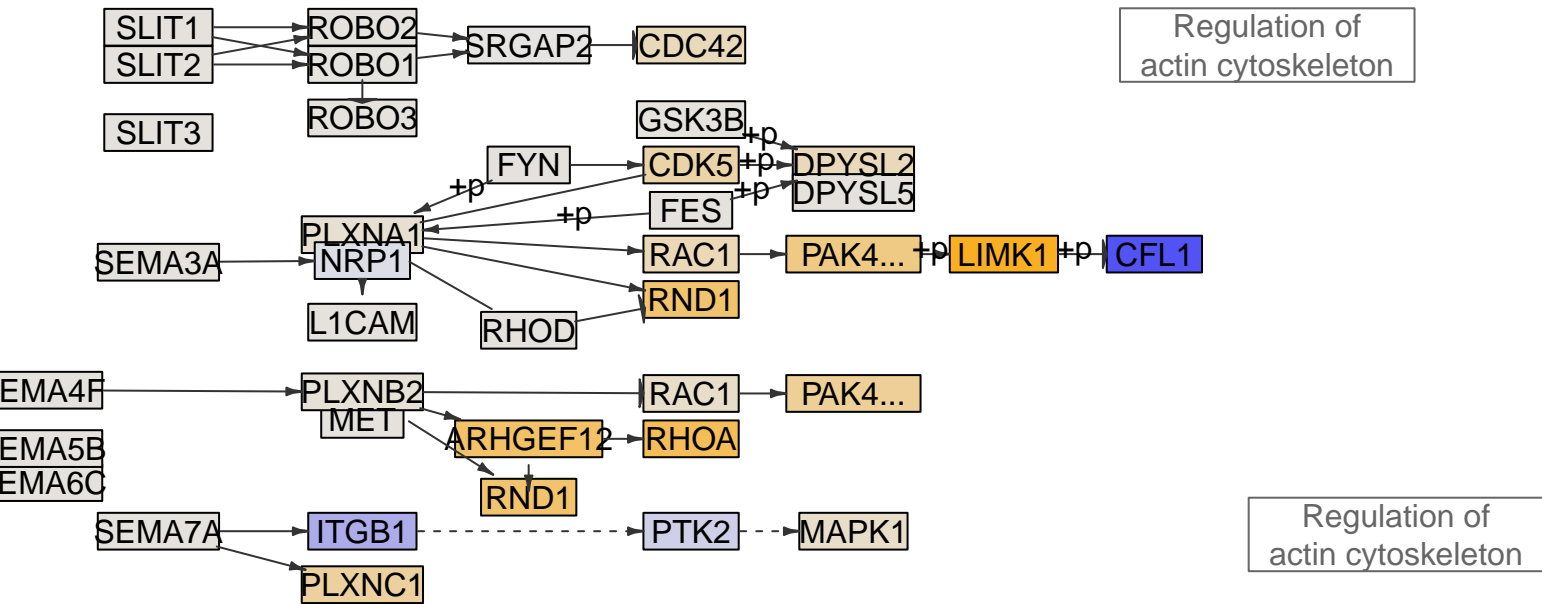 SLIT1
ROBO2
SRGAP2
CDC42
Regulation of
actin cytoskeleton
SLIT2
ROBO1
SLIT3
ROBO3
GSK3B
+p
FYN
CDK5
+p
DPYSL2
+p
+p
DPYSL5
FES
+p
PLXNA1
SEMA3A
NRP1
RAC1
PAK4...
+p
LIMK1
+p
CFL1
RND1
L1CAM
RHOD
EMA4F
PLXNB2
RAC1
PAK4...
MET
ARHGEF12
RHOA
EMA5B
EMA6C
RND1
SEMA7A
ITGB1
PTK2
MAPK1
Regulation of
actin cytoskeleton
PLXNC1